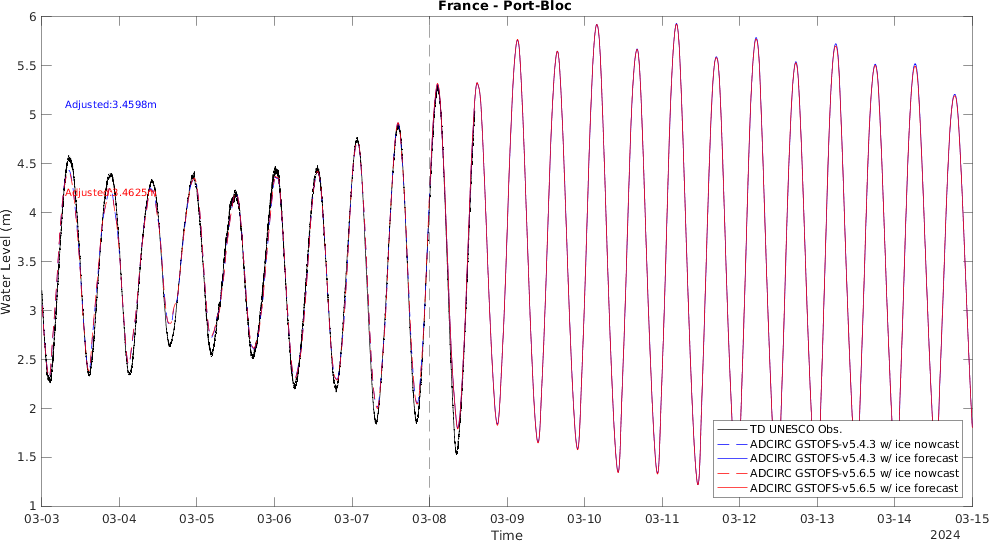 France - Port-Bloc
6
5.5
5
4.5
4
3.5
3
2.5
2
1.5
1
Water Level (m)
Adjusted:3.4598m
Adjusted:3.4625m
TD UNESCO Obs.
ADCIRC GSTOFS-v5.4.3 w/ ice nowcast
ADCIRC GSTOFS-v5.4.3 w/ ice forecast
ADCIRC GSTOFS-v5.6.5 w/ ice nowcast
ADCIRC GSTOFS-v5.6.5 w/ ice forecast
03-03 03-04 03-05 03-06 03-07 03-08 03-09 03-10 03-11 03-12 03-13 03-14 03-15
Time
2024